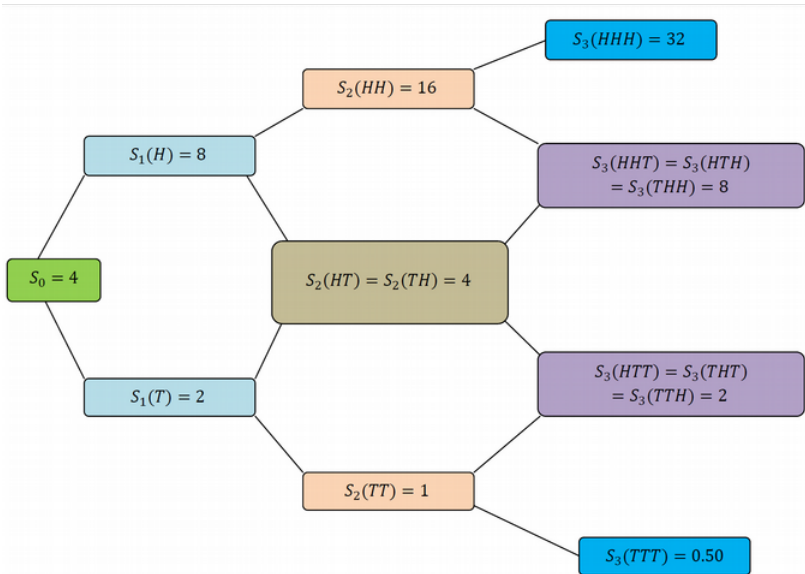 S₃(HHH) = 32
S₂(HH) = 16
S₁(H) = 8
S₃(HHT) = S₃(HTH)
= S₃(THH) = 8
S₀ = 4
S₂(HT) = S₂(TH) = 4
S₁(T) = 2
S₃(HTT) = S₃(THT)
= S₃(TTH) = 2
S₂(TT) = 1
S₃(TTT) = 0.50